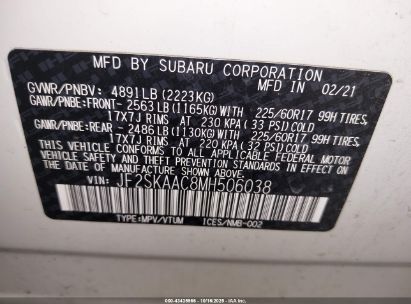 MFD BY SUBARU CORPORATION
GVWR/PNBV: 4891LB (2223KG) MFD IN 02/21
GAWR/PNBE:FRONT- 2563LB (1165KG)WITH 225/60R17 99H TIRES,
17X7J RIMS, AT 230 KPA (33 PSI)COLD
GAWR/PNBE:REAR -2486LB (1130KG)WITH 225/60R17 99H TIRES,
17X7J RIMS, AT 220 KPA (32 PSI)COLD
THIS VEHICLE CONFORMS TO ALL APPLICABLE FEDERAL MOTOR
VEHICLE SAFETY, BUMPER AND THEFT PREVENTION STANDARDS IN EFFECT
ON THE DATE OF MANUFACTURE SHOWN ABOVE.
VIN: JF2SKAAC8MH506038
TYPE:MPV/VTUM ICES/NMB-002